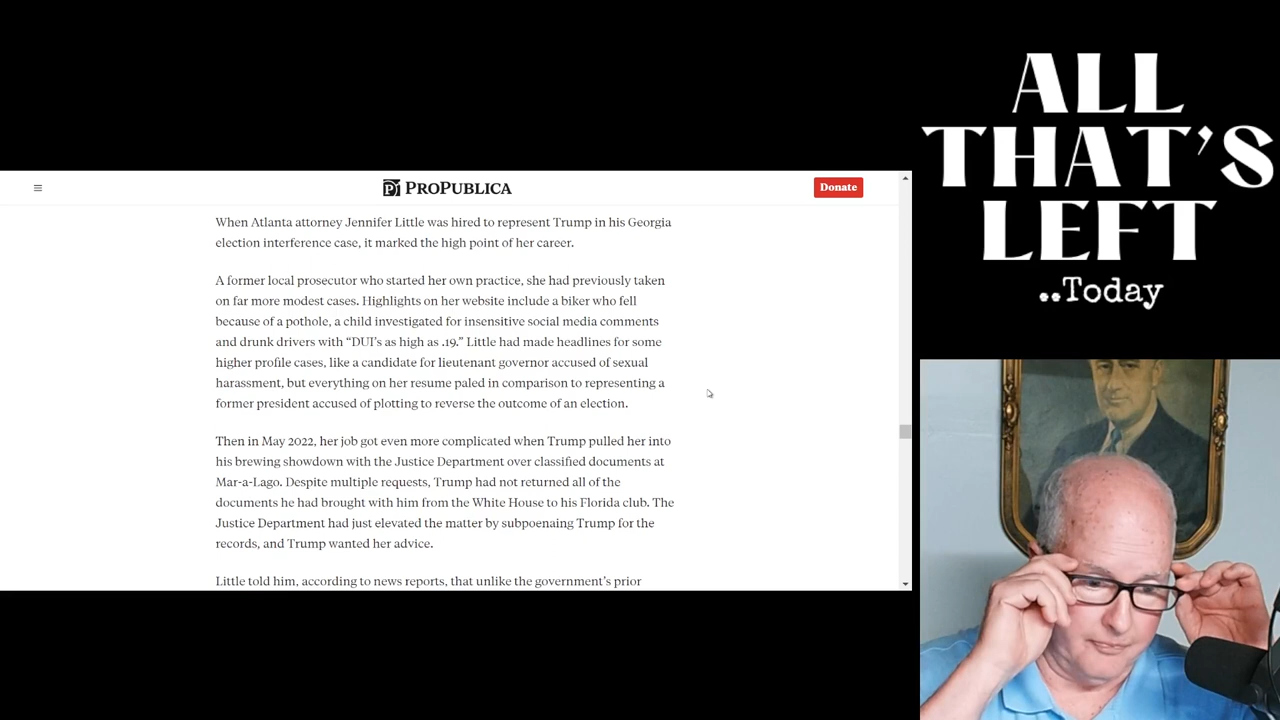 PROPUBLICA
Donate
When Atlanta attorney Jennifer Little was hired to represent Trump in his Georgia
election interference case, it marked the high point of her career.
A former local prosecutor who started her own practice, she had previously taken
on far more modest cases. Highlights on her website include a biker who fell
because of a pothole, a child investigated for insensitive social media comments
and drunk drivers with “DUI’s as high as .19.” Little had made headlines for some
higher profile cases, like a candidate for lieutenant governor accused of sexual
harassment, but everything on her resume paled in comparison to representing a
former president accused of plotting to reverse the outcome of an election.
Then in May 2022, her job got even more complicated when Trump pulled her into
his brewing showdown with the Justice Department over classified documents at
Mar-a-Lago. Despite multiple requests, Trump had not returned all of the
documents he had brought with him from the White House to his Florida club. The
Justice Department had just elevated the matter by subpoenaing Trump for the
records, and Trump wanted her advice.
Little told him, according to news reports, that unlike the government’s prior
ALL
THAT’S
LEFT
..Today